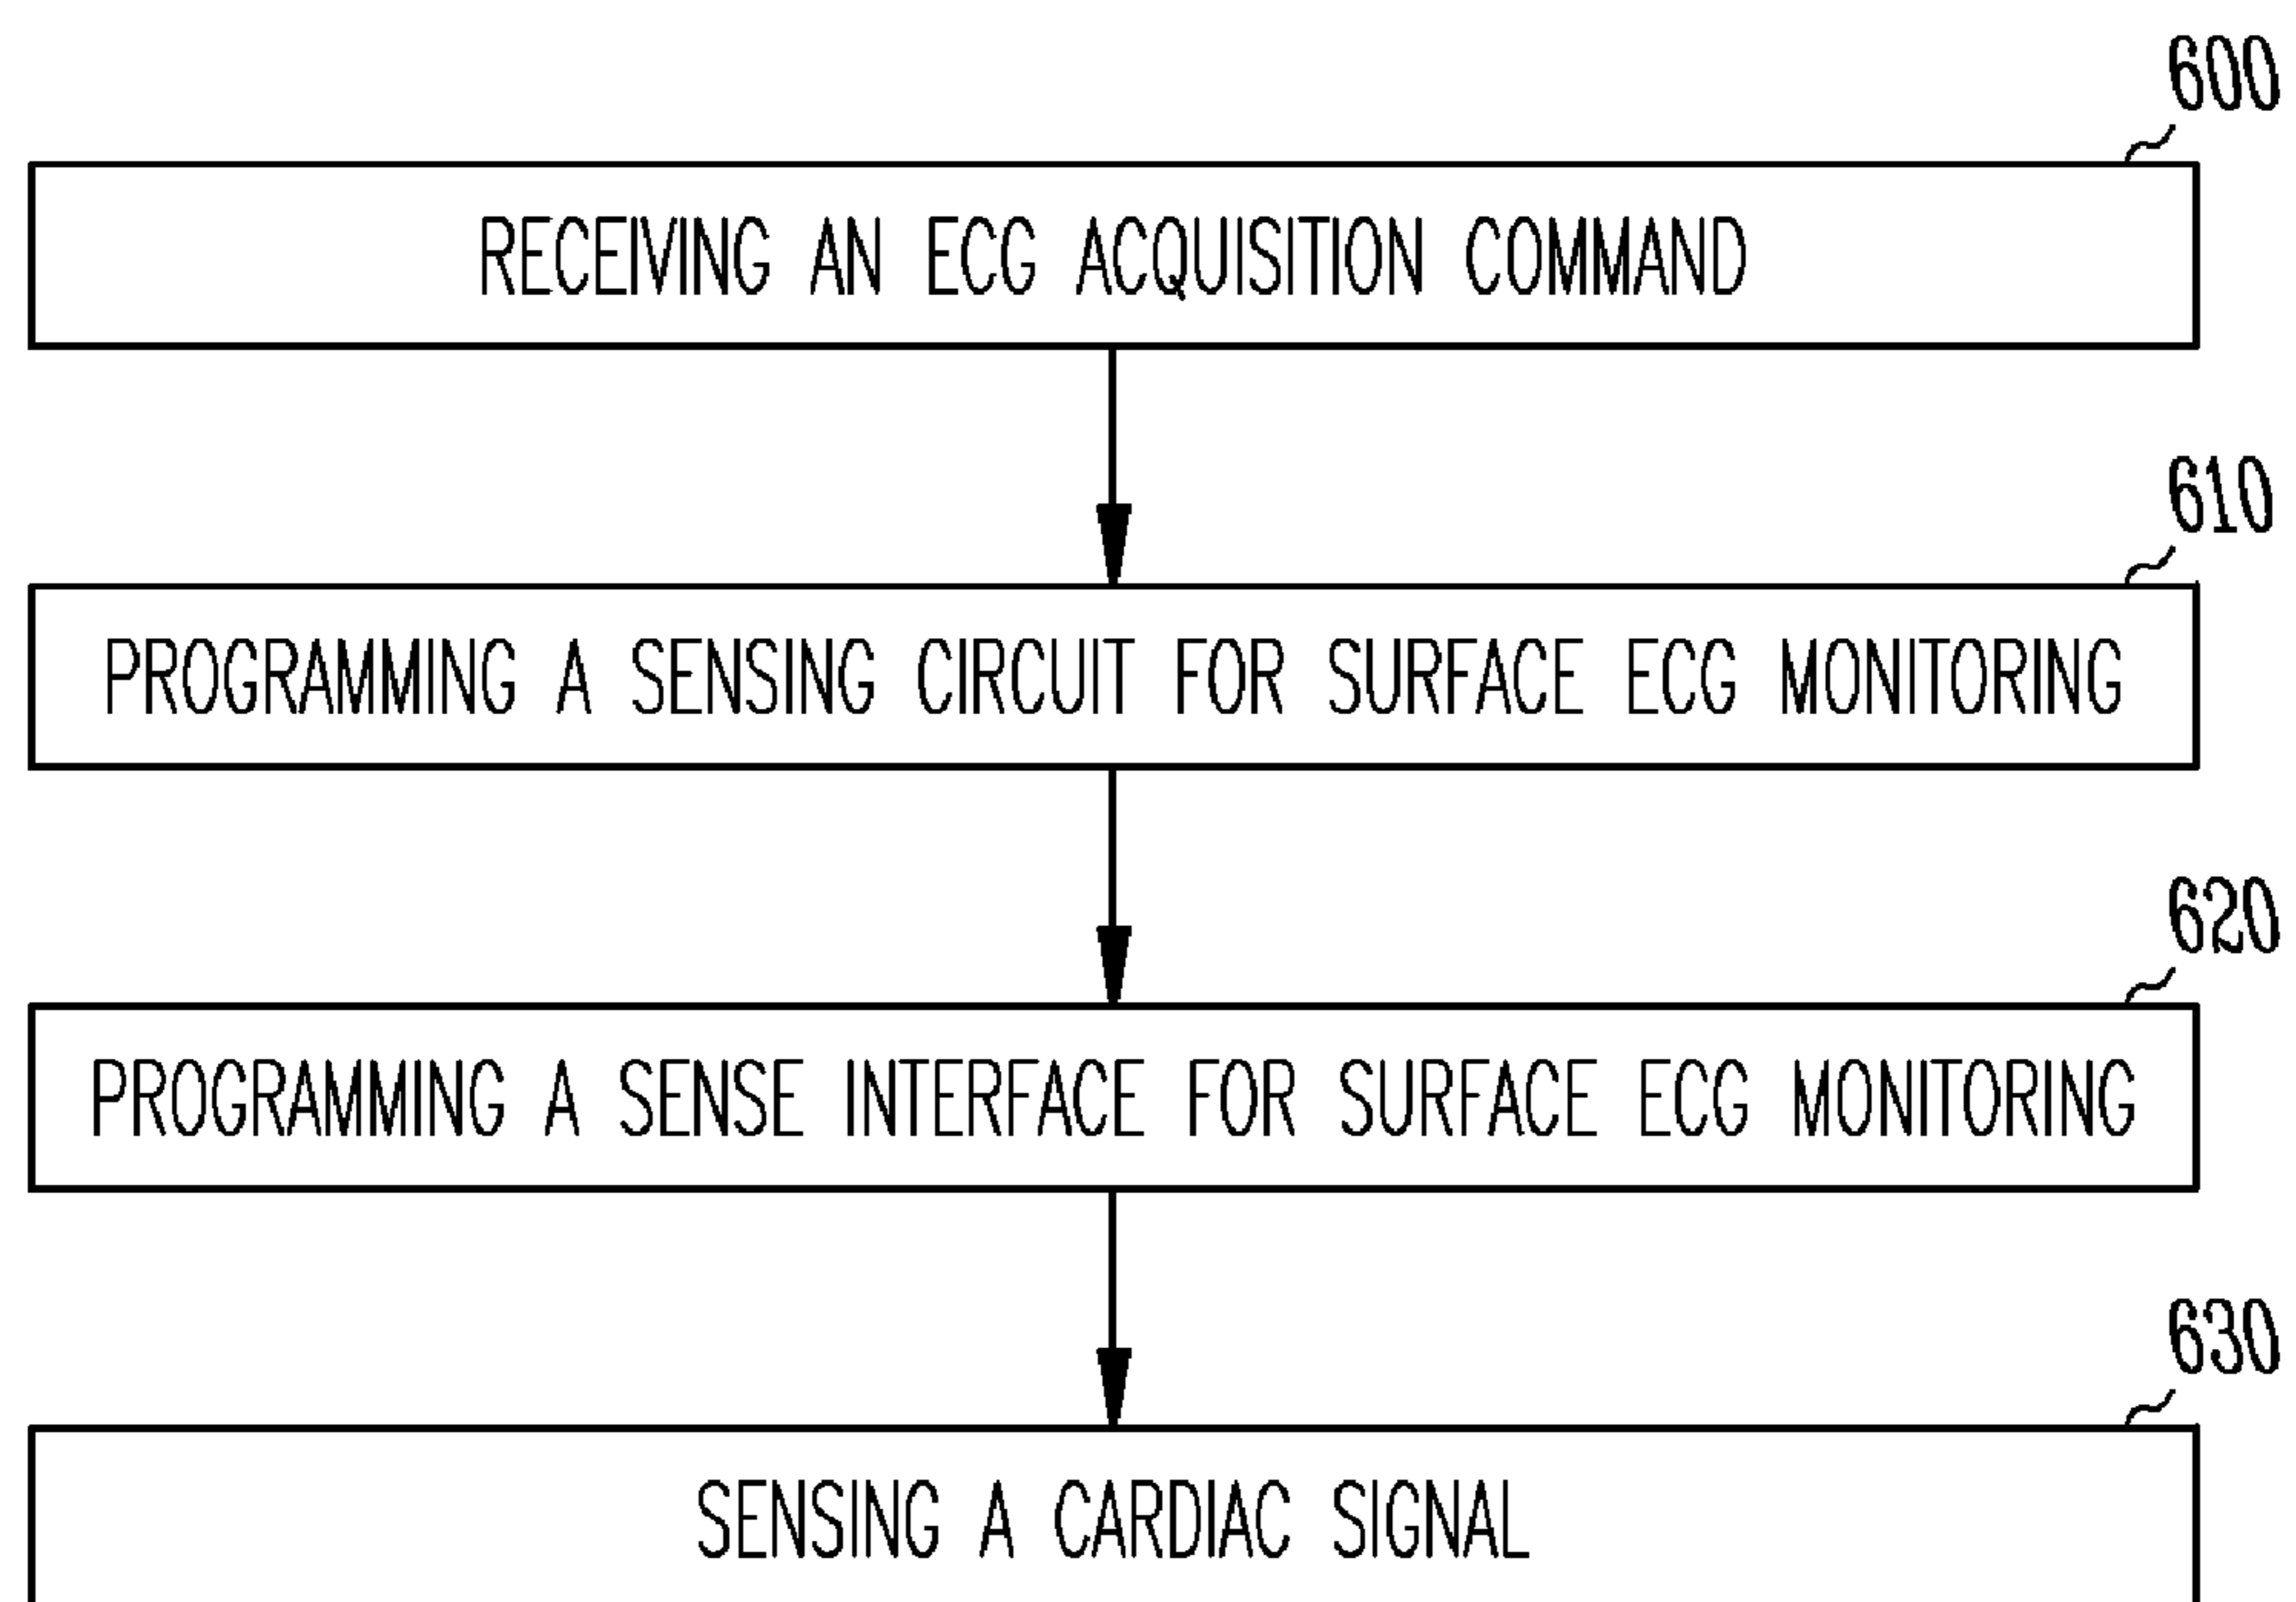 600
RECEIVING AN ECG ACQUISITION COMMAND
610
PROGRAMMING A SENSING CIRCUIT FOR SURFACE ECG MONITORING
620
PROGRAMMING A SENSE INTERFACE FOR SURFACE ECG MONITORING
630
SENSING A CARDIAC SIGNAL